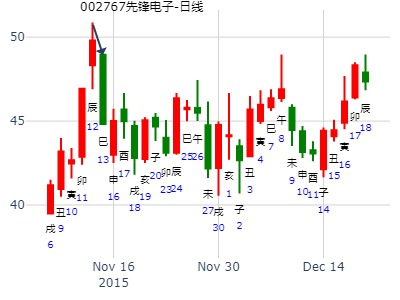 002767先锋电子-日线
50
45
40
戌 6
丑 9
寅 10
卯 11
辰 12
巳 13
申 16
酉 17
戌 18
亥 19
子 20
卯 23
辰 24
巳 25
午 26
未 27
戌 30
亥 1
子 2
丑 3
寅 4
巳 7
午 8
未 9
申 10
酉 11
子 14
丑 15
寅 16
卯 17
辰 18
Nov 16 Nov 30 Dec 14
2015